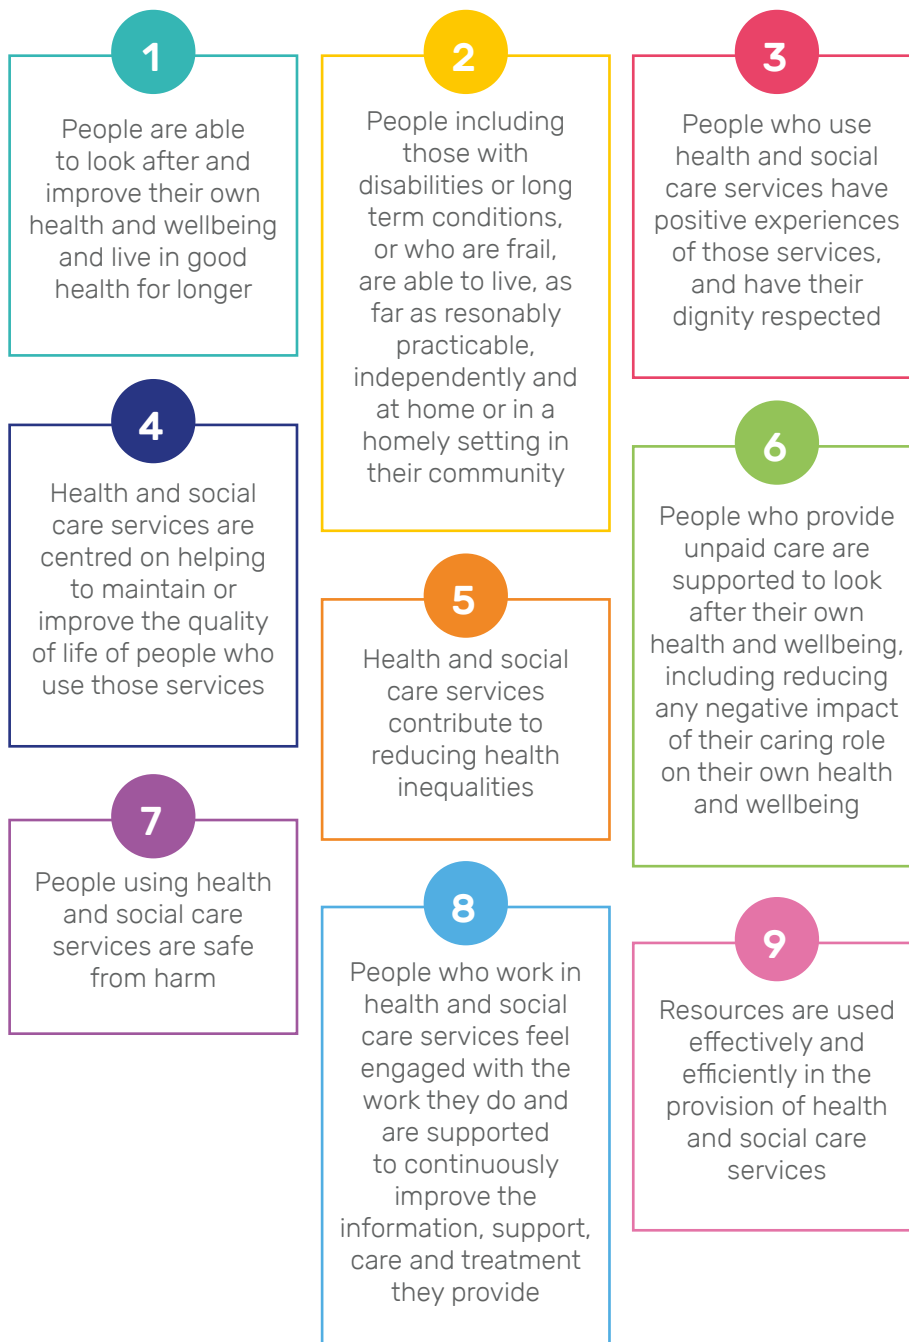 1
People are able
to look after and
improve their own
health and wellbeing
and live in good
health for longer
2
People including
those with
disabilities or long
term conditions,
or who are frail,
are able to live, as
far as resonably
practicable,
independently and
at home or in a
homely setting in
their community
3
People who use
health and social
care services have
positive experiences
of those services,
and have their
dignity respected
4
Health and social
care services are
centred on helping
to maintain or
improve the quality
of life of people who
use those services
5
Health and social
care services
contribute to
reducing health
inequalities
6
People who provide
unpaid care are
supported to look
after their own
health and wellbeing,
including reducing
any negative impact
of their caring role
on their own health
and wellbeing
7
People using health
and social care
services are safe
from harm
8
People who work in
health and social
care services feel
engaged with the
work they do and
are supported
to continuously
improve the
information, support,
care and treatment
they provide
9
Resources are used
effectively and
efficiently in the
provision of health
and social care
services